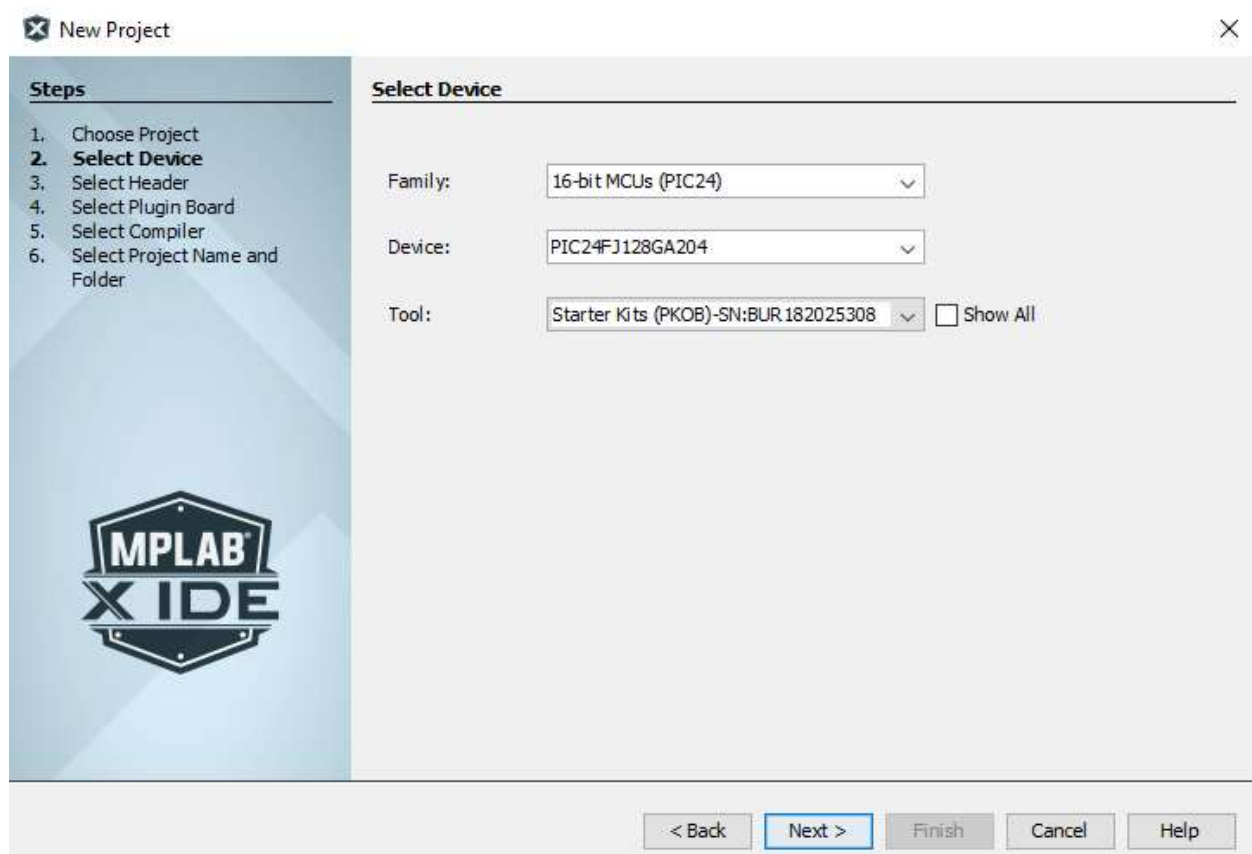 New Project
Steps
1. Choose Project
2. Select Device
3. Select Header
4. Select Plugin Board
5. Select Compiler
6. Select Project Name and
Folder
MPLAB®
X IDE
Select Device
Family: 16-bit MCUs (PIC24)
Device: PIC24FJ128GA204
Tool: Starter Kits (PKOB)-SN:BUR182025308 Show All
< Back Next > Finish Cancel Help